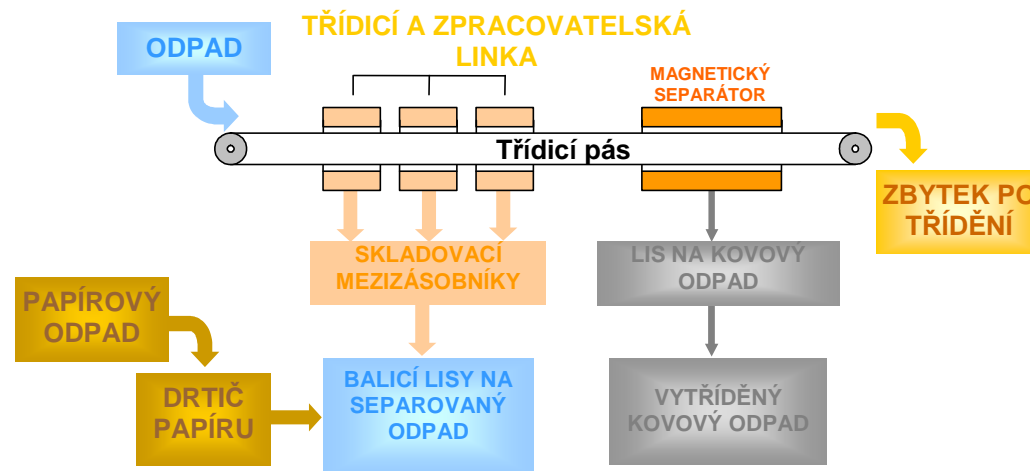 TŘÍDICÍ A ZPRACOVATELSKÁ
LINKA
ODPAD
MAGNETICKÝ
SEPARÁTOR
Třídicí pás
ZBYTEK PO
TŘÍDĚNÍ
SKLADOVACÍ
MEZIZÁSOBNÍKY
LIS NA KOVOVÝ
ODPAD
PAPÍROVÝ
ODPAD
DRTIČ
PAPÍRU
BALICÍ LISY NA
SEPAROVANÝ
ODPAD
VYTŘÍDĚNÝ
KOVOVÝ ODPAD